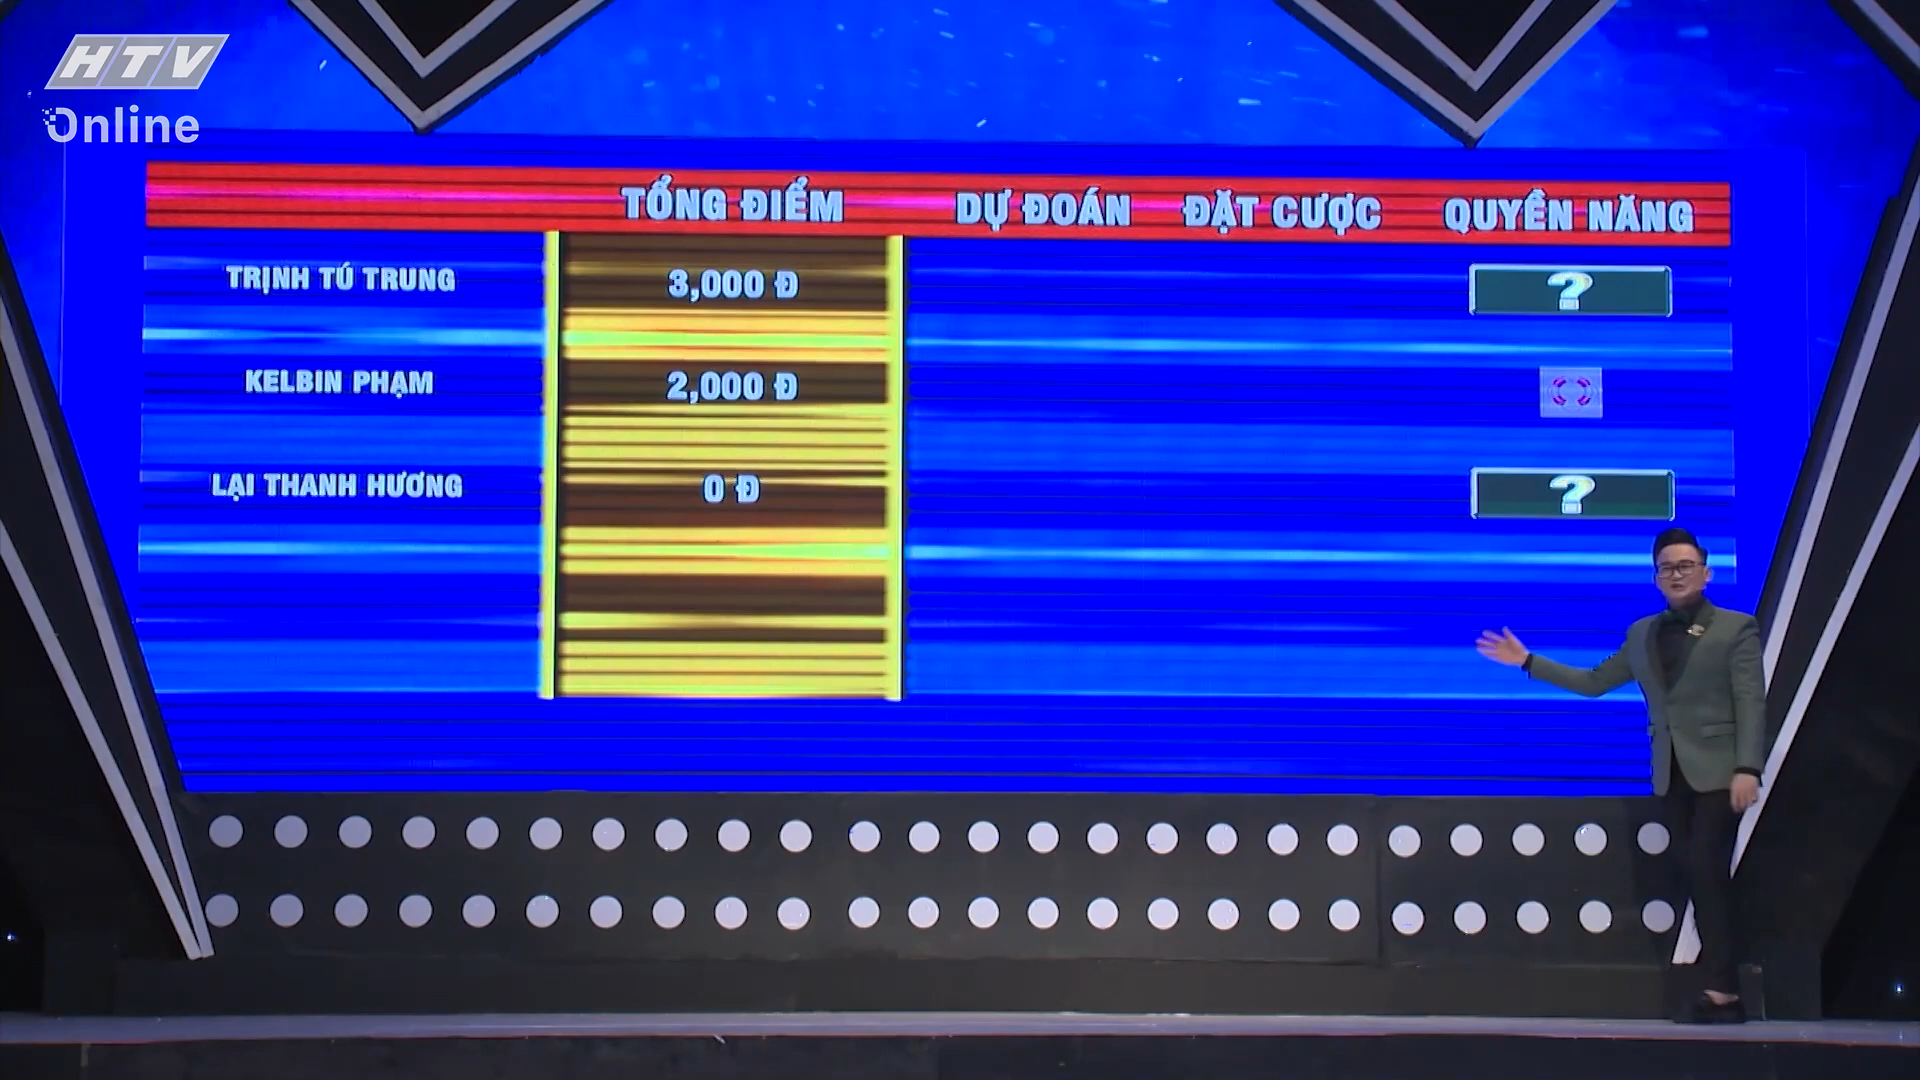 HTV
Online
TỔNG ĐIỂM DỰ ĐOÁN ĐẶT CƯỢC QUYỀN NĂNG
TRỊNH TÚ TRUNG 3,000 Đ ?
KELBIN PHẠM 2,000 Đ
LẠI THANH HƯƠNG 0 Đ ?